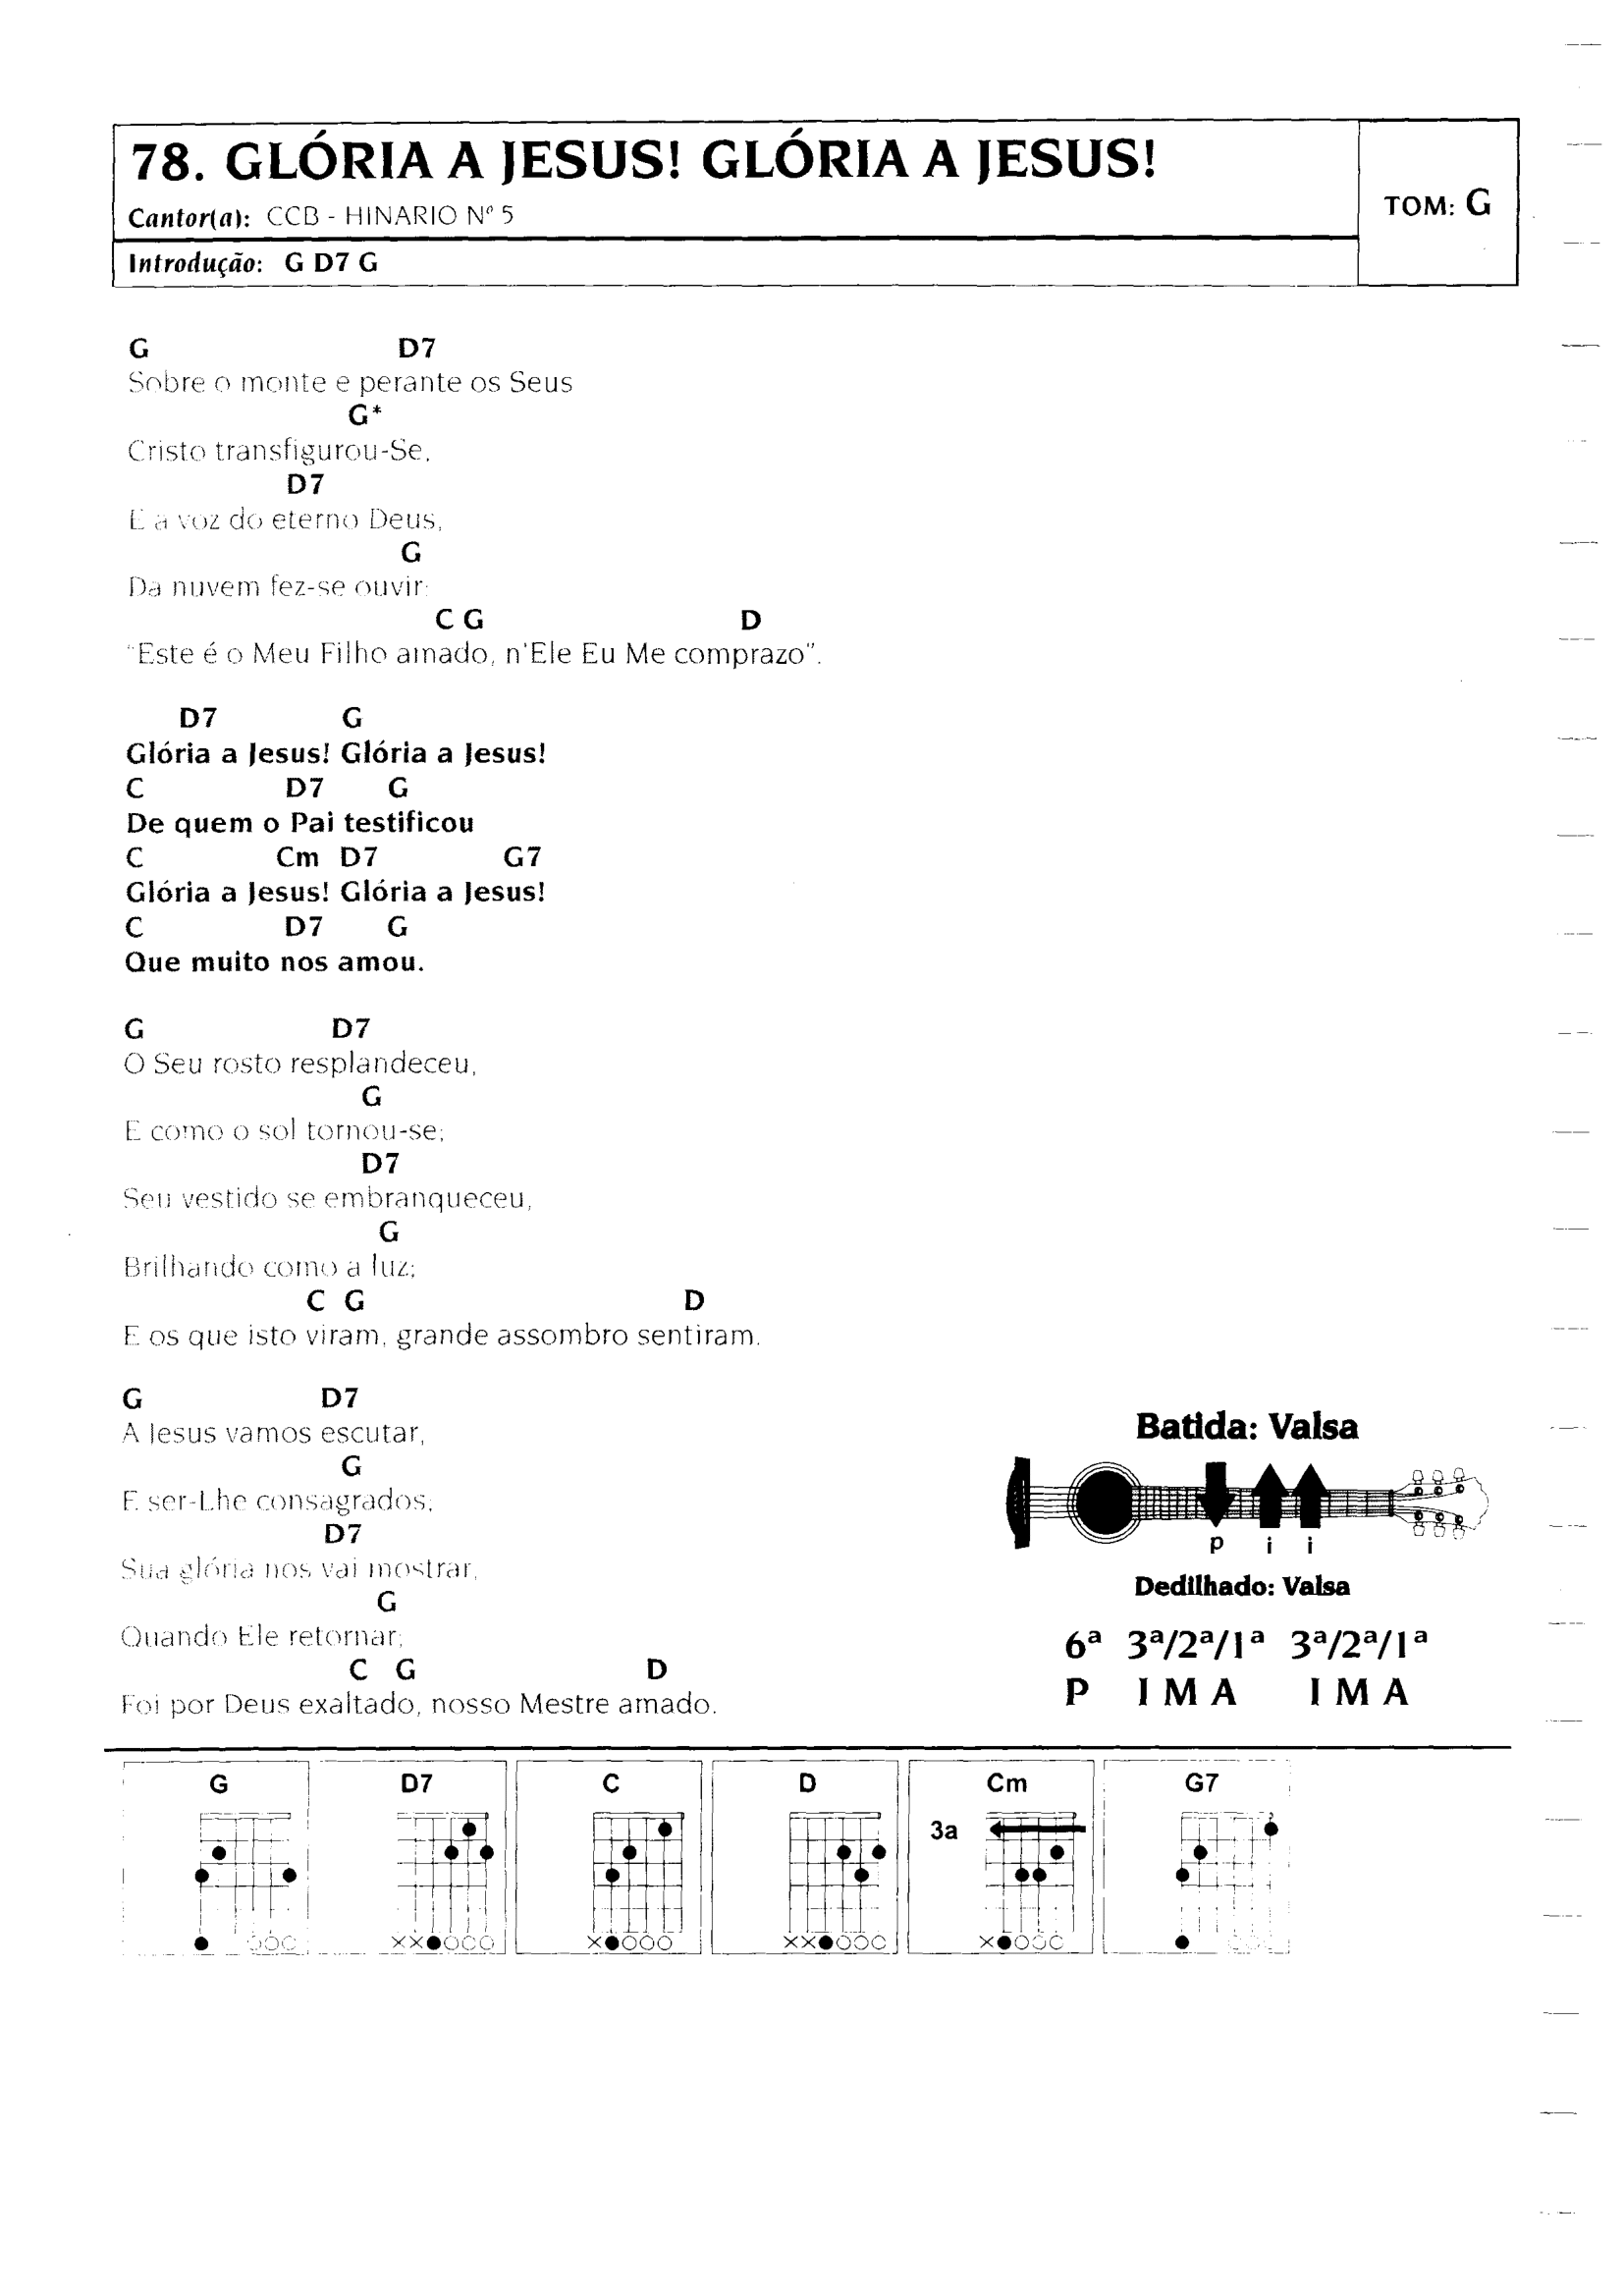 78. GLÓRIA A JESUS! GLÓRIA A JESUS!
Cantor(a): CCB - HINARIO Nº 5
TOM: G
Introdução: G D7 G
G D7
Sobre o monte e perante os Seus
G*
Cristo transfigurou-Se,
D7
E a voz do eterno Deus,
G
Da nuvem fez-se ouvir:
C G D
"Este é o Meu Filho amado, n'Ele Eu Me comprazo".
D7 G
Glória a Jesus! Glória a Jesus!
C D7 G
De quem o Pai testificou
C Cm D7 G7
Glória a Jesus! Glória a Jesus!
C D7 G
Que muito nos amou.
G D7
O Seu rosto resplandeceu,
G
E como o sol tornou-se;
D7
Seu vestido se embranqueceu,
G
Brilhando como a luz;
C G D
E os que isto viram, grande assombro sentiram.
G D7
A Jesus vamos escutar,
G
E ser-Lhe consagrados;
D7
Sua glória nos vai mostrar,
G
Quando Ele retornar;
C G D
Foi por Deus exaltado, nosso Mestre amado.
Batida: Valsa
p i i
Dedilhado: Valsa
6ª 3ª/2ª/1ª 3ª/2ª/1ª
P I M A I M A
G D7 C D Cm G7
3a